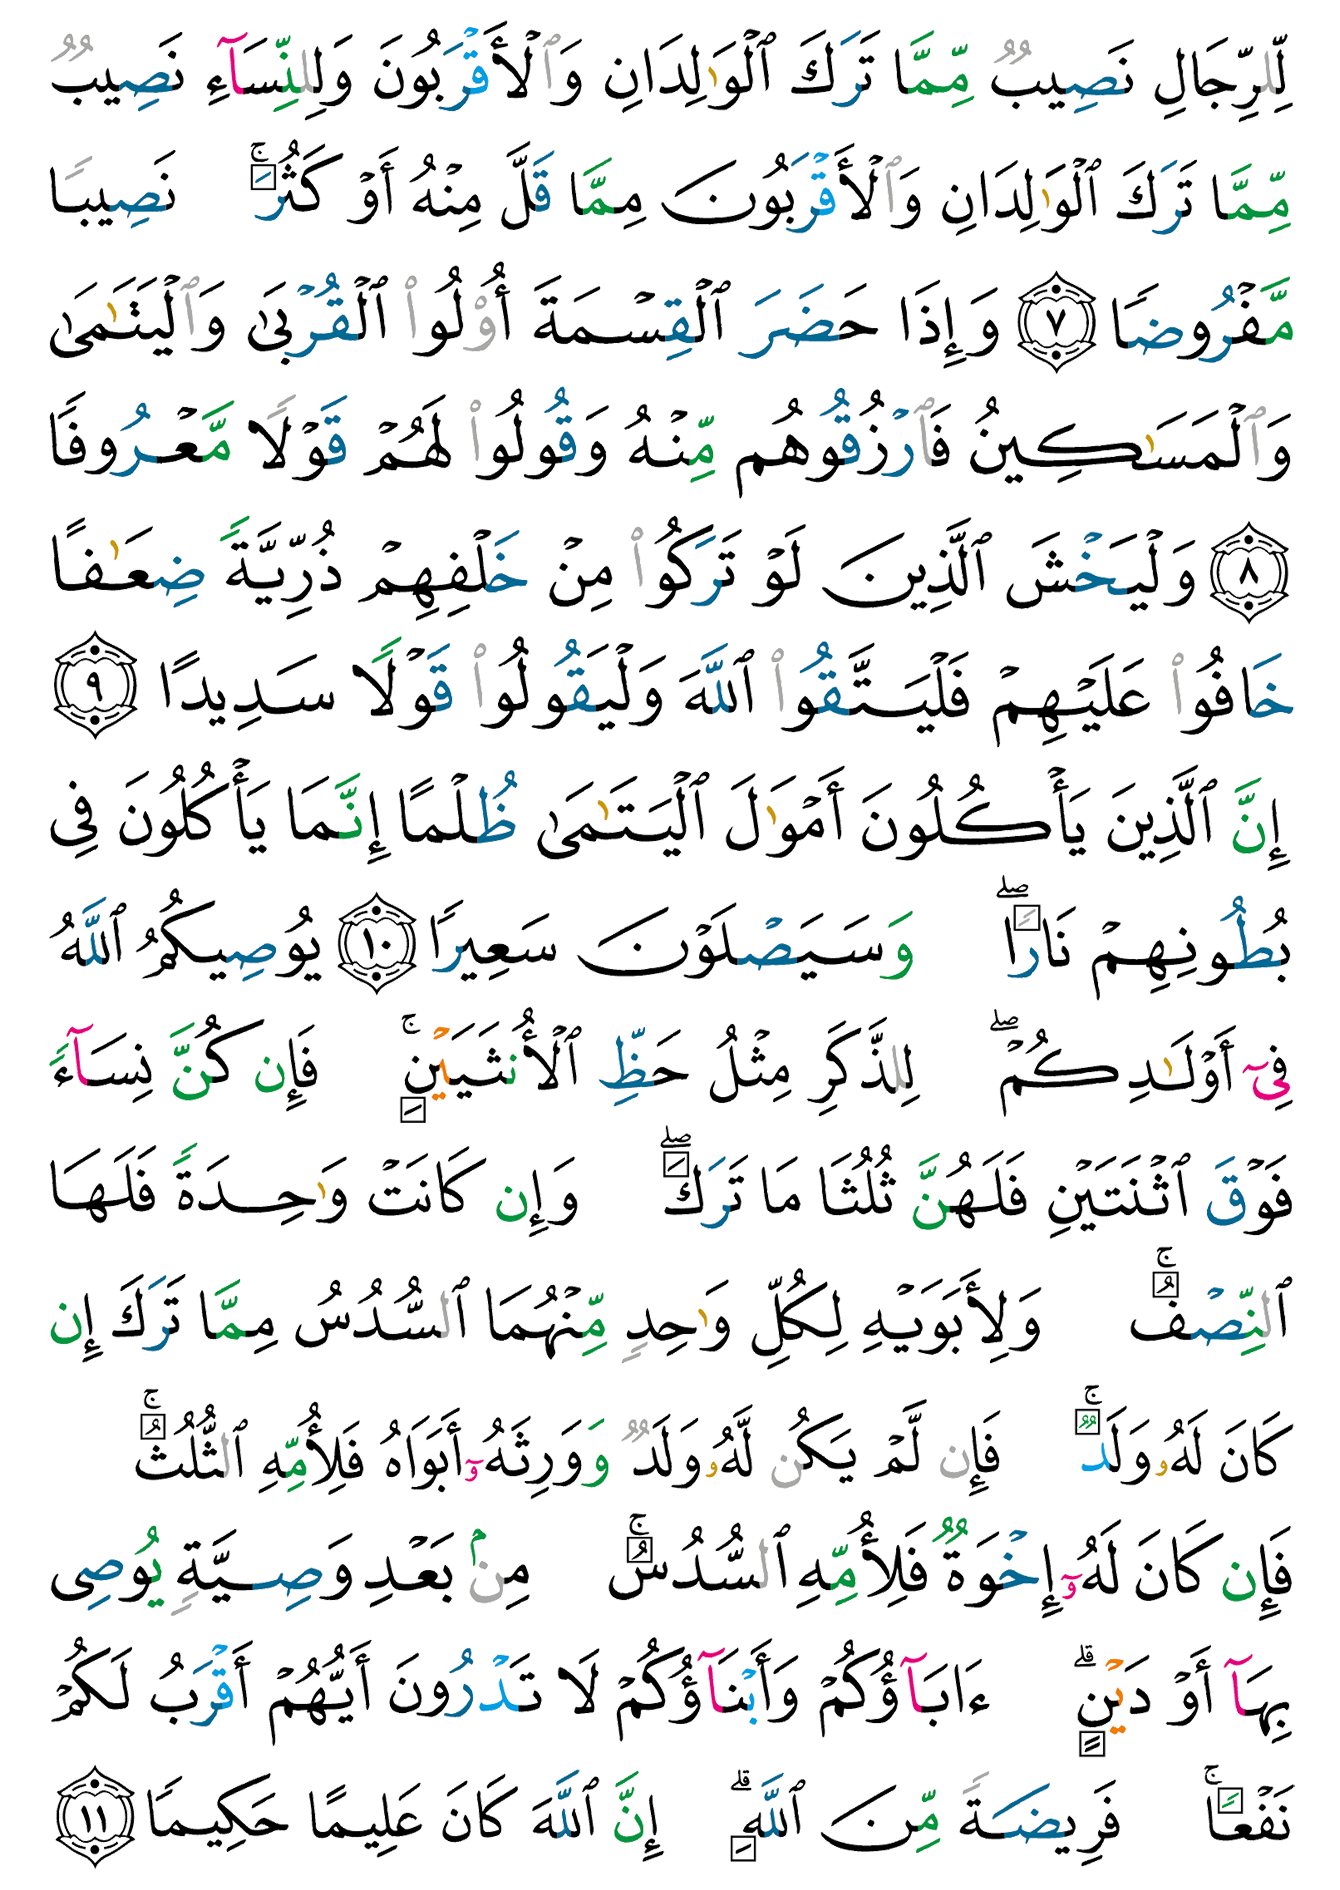 لِّلرِّجَالِ نَصِيبٌ مِّمَّا تَرَكَ ٱلْوَٰلِدَانِ وَٱلْأَقْرَبُونَ وَلِلنِّسَآءِ نَصِيبٌ
مِّمَّا تَرَكَ ٱلْوَٰلِدَانِ وَٱلْأَقْرَبُونَ مِمَّا قَلَّ مِنْهُ أَوْ كَثُرَ ۚ نَصِيبًا
مَّفْرُوضًا ٧ وَإِذَا حَضَرَ ٱلْقِسْمَةَ أُو۟لُوا۟ ٱلْقُرْبَىٰ وَٱلْيَتَٰمَىٰ
وَٱلْمَسَٰكِينُ فَٱرْزُقُوهُم مِّنْهُ وَقُولُوا۟ لَهُمْ قَوْلًا مَّعْرُوفًا
٨ وَلْيَخْشَ ٱلَّذِينَ لَوْ تَرَكُوا۟ مِنْ خَلْفِهِمْ ذُرِّيَّةً ضِعَٰفًا
خَافُوا۟ عَلَيْهِمْ فَلْيَتَّقُوا۟ ٱللَّهَ وَلْيَقُولُوا۟ قَوْلًا سَدِيدًا ٩
إِنَّ ٱلَّذِينَ يَأْكُلُونَ أَمْوَٰلَ ٱلْيَتَٰمَىٰ ظُلْمًا إِنَّمَا يَأْكُلُونَ فِى
بُطُونِهِمْ نَارًا ۖ وَسَيَصْلَوْنَ سَعِيرًا ١٠ يُوصِيكُمُ ٱللَّهُ
فِىٓ أَوْلَٰدِكُمْ ۖ لِلذَّكَرِ مِثْلُ حَظِّ ٱلْأُنثَيَيْنِ ۚ فَإِن كُنَّ نِسَآءً
فَوْقَ ٱثْنَتَيْنِ فَلَهُنَّ ثُلُثَا مَا تَرَكَ ۖ وَإِن كَانَتْ وَٰحِدَةً فَلَهَا
ٱلنِّصْفُ ۚ وَلِأَبَوَيْهِ لِكُلِّ وَٰحِدٍ مِّنْهُمَا ٱلسُّدُسُ مِمَّا تَرَكَ إِن
كَانَ لَهُۥ وَلَدٌ ۚ فَإِن لَّمْ يَكُن لَّهُۥ وَلَدٌ وَوَرِثَهُۥٓ أَبَوَاهُ فَلِأُمِّهِ ٱلثُّلُثُ ۚ
فَإِن كَانَ لَهُۥٓ إِخْوَةٌ فَلِأُمِّهِ ٱلسُّدُسُ ۚ مِنۢ بَعْدِ وَصِيَّةٍ يُوصِى
بِهَآ أَوْ دَيْنٍ ۗ ءَابَآؤُكُمْ وَأَبْنَآؤُكُمْ لَا تَدْرُونَ أَيُّهُمْ أَقْرَبُ لَكُمْ
نَفْعًا ۚ فَرِيضَةً مِّنَ ٱللَّهِ ۗ إِنَّ ٱللَّهَ كَانَ عَلِيمًا حَكِيمًا ١١